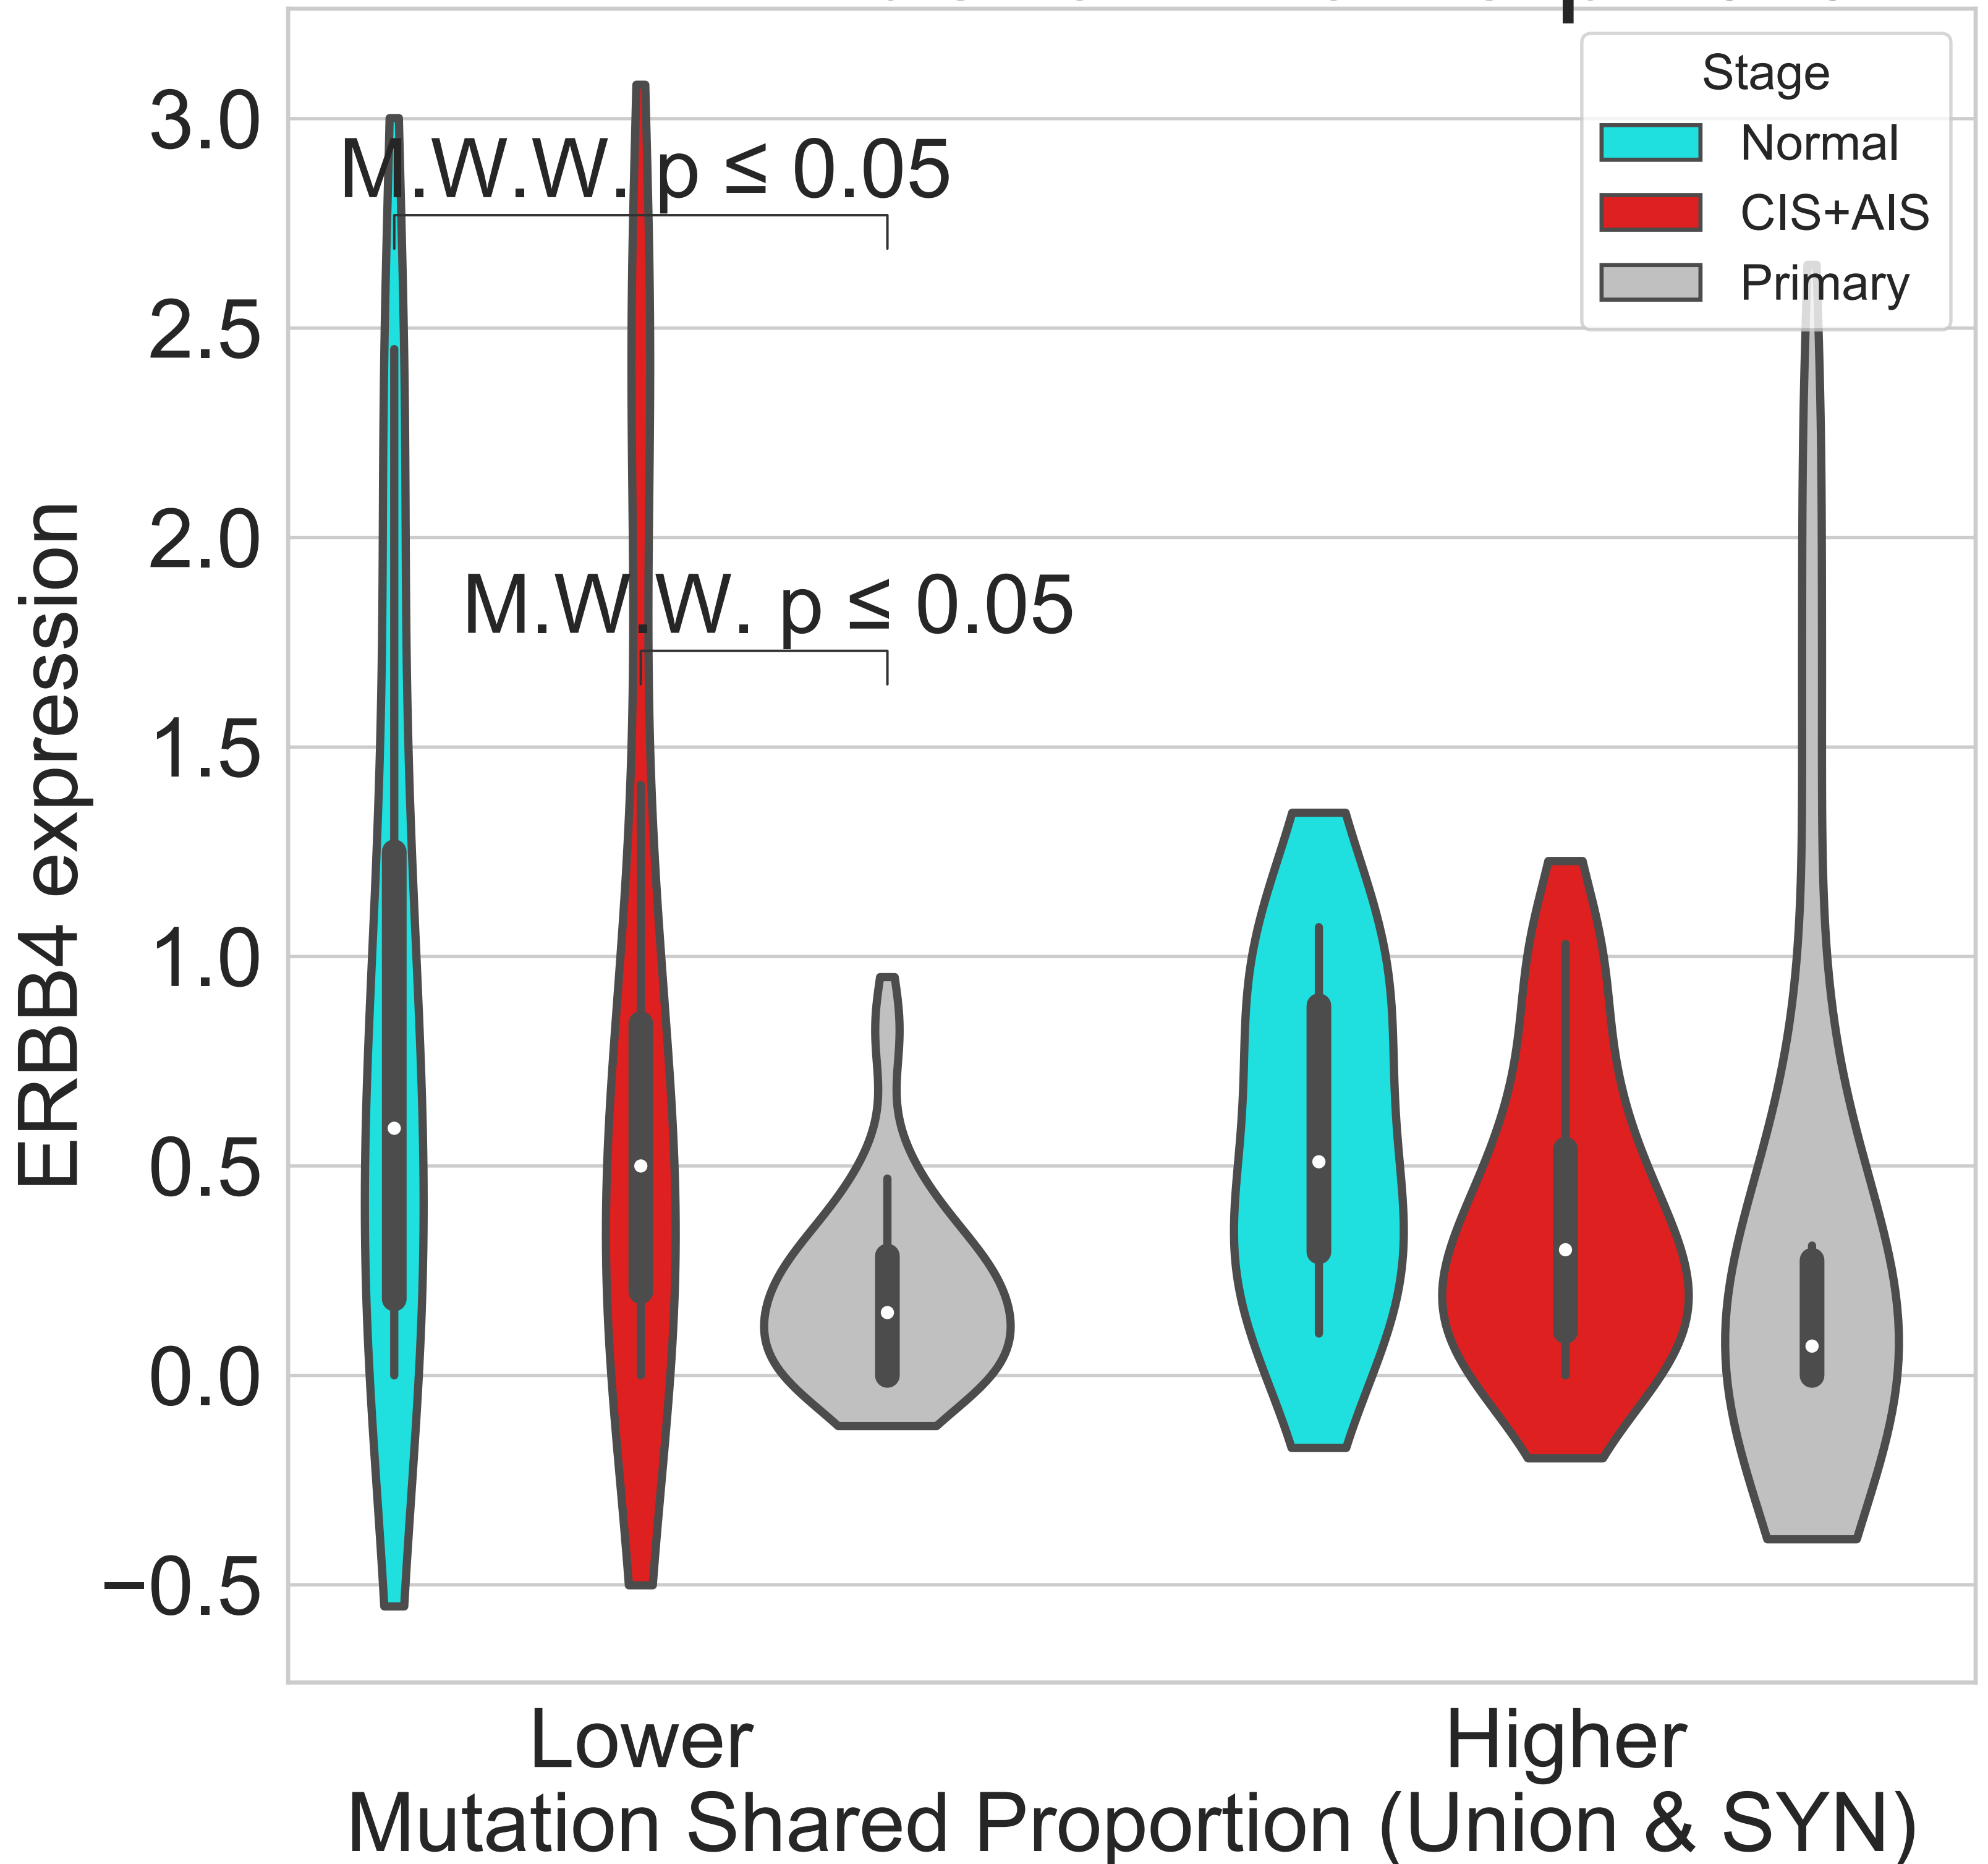 Stage
Normal
CIS+AIS
Primary
3.0
2.5
2.0
1.5
1.0
0.5
0.0
−0.5
ERBB4 expression
M.W.W. p ≤ 0.05
M.W.W. p ≤ 0.05
Lower
Higher
Mutation Shared Proportion (Union & SYN)